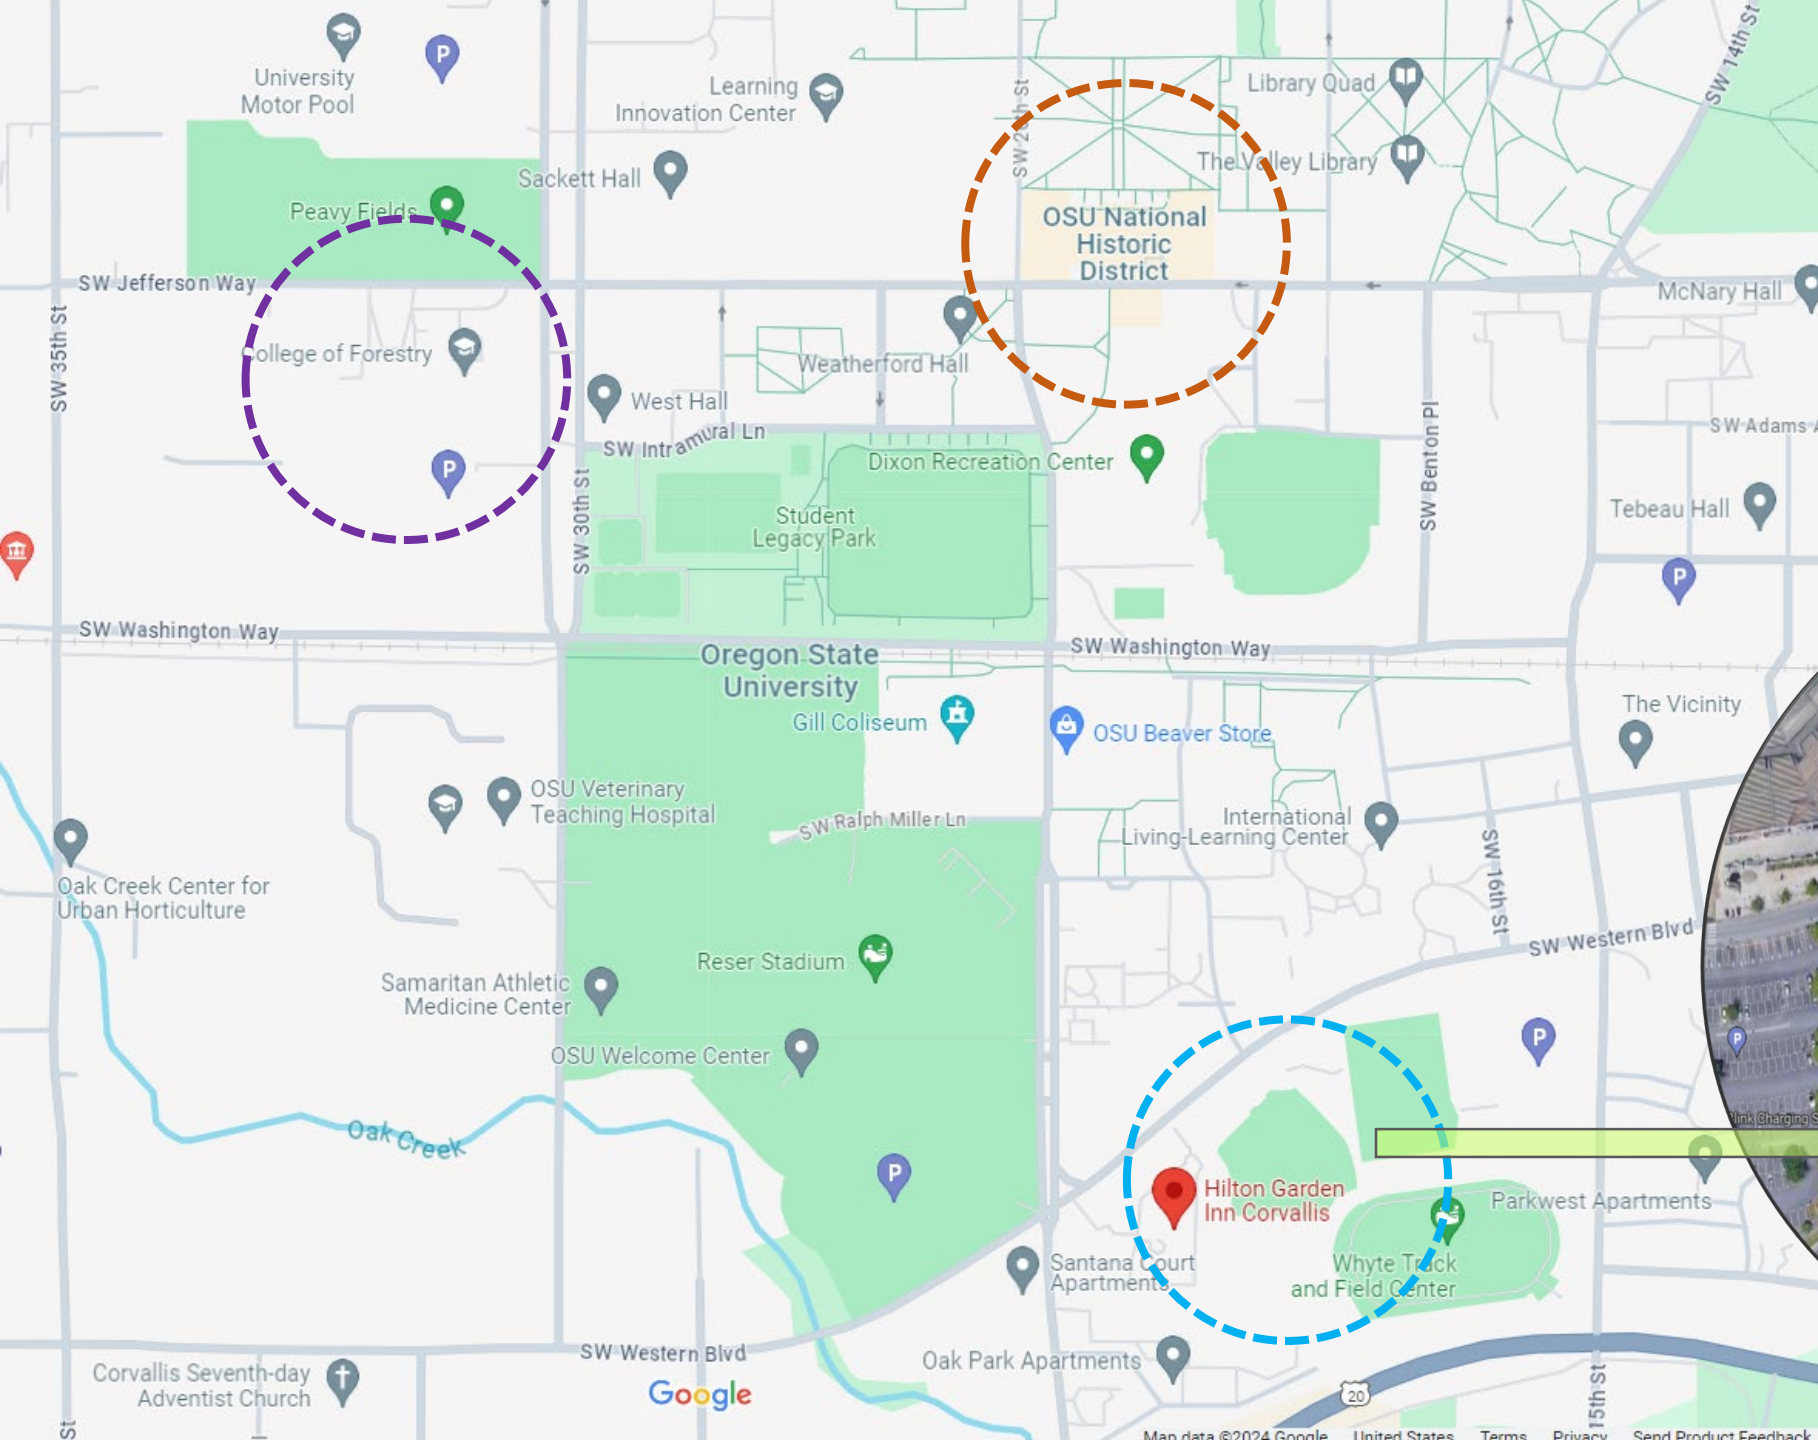 University
Motor Pool
P
Learning
Innovation Center
SW 26th St
Library Quad
SW 14th St
The Valley Library
Sackett Hall
Peavy Fields
OSU National
Historic
District
SW Jefferson Way
McNary Hall
SW 35th St
College of Forestry
Weatherford Hall
West Hall
SW Intramural Ln
SW Adams A
SW Benton Pl
Dixon Recreation Center
P
SW 30th St
Student
Legacy Park
Tebeau Hall
P
SW Washington Way
SW Washington Way
Oregon State
University
Gill Coliseum
OSU Beaver Store
The Vicinity
OSU Veterinary
Teaching Hospital
SW Ralph Miller Ln
International
Living-Learning Center
SW 16th St
Oak Creek Center for
Urban Horticulture
SW Western Blvd
Reser Stadium
Samaritan Athletic
Medicine Center
OSU Welcome Center
P
P
Blink Charging S
Oak Creek
P
Hilton Garden
Inn Corvallis
Parkwest Apartments
Santana Court
Apartments
Whyte Track
and Field Center
SW Western Blvd
Oak Park Apartments
Corvallis Seventh-day
Adventist Church
Google
20
15th St
St
Map data ©2024 Google United States Terms Privacy Send Product Feedback